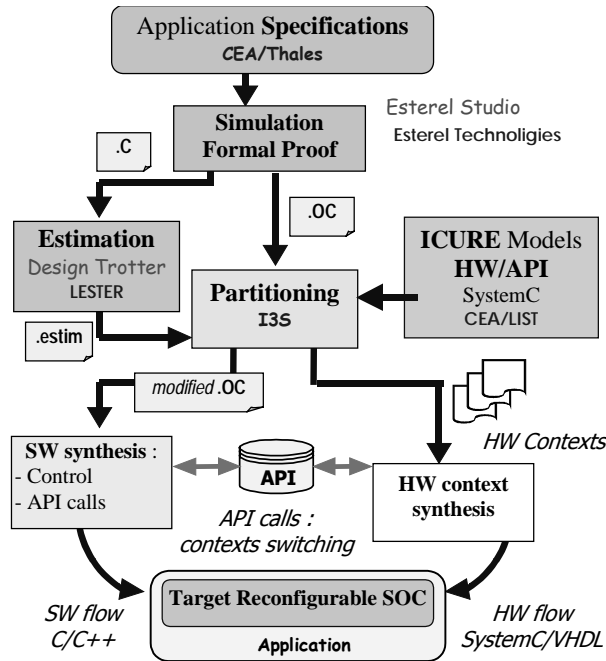 Application Specifications
CEA/Thales
Esterel Studio
Esterel Technoligies
Simulation
Formal Proof
.C
.OC
Estimation
Design Trotter
LESTER
ICURE Models
HW/API
SystemC
CEA/LIST
Partitioning
I3S
.estim
modified .OC
HW Contexts
SW synthesis :
- Control
- API calls
API
HW context
synthesis
API calls :
contexts switching
SW flow
C/C++
Target Reconfigurable SOC
Application
HW flow
SystemC/VHDL